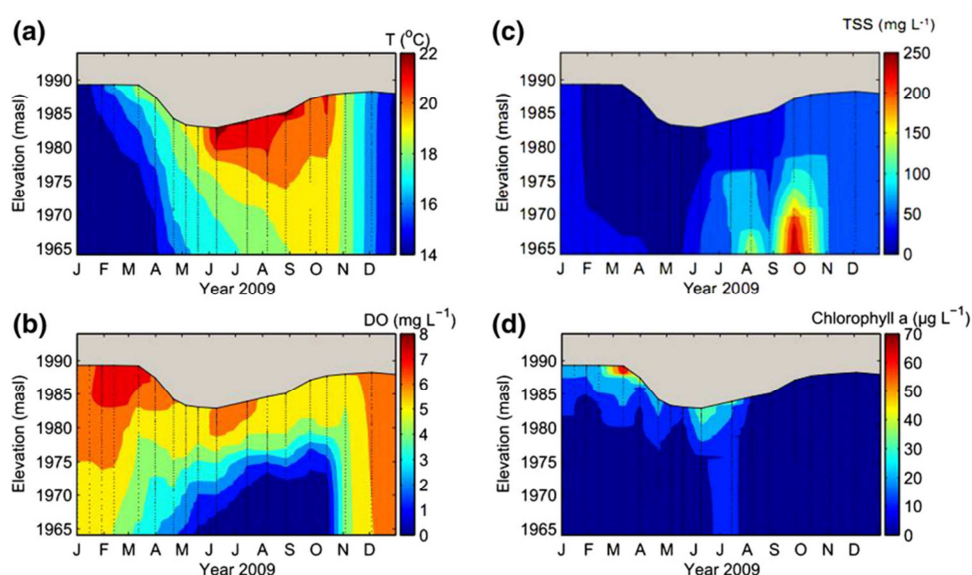 (a)
T (°C)
22
20
18
16
14
1990
1985
1980
1975
1970
1965
Elevation (masl)
J F M A M J J A S O N D
Year 2009
(c)
TSS (mg L⁻¹)
250
200
150
100
50
0
1990
1985
1980
1975
1970
1965
Elevation (masl)
J F M A M J J A S O N D
Year 2009
(b)
DO (mg L⁻¹)
8
7
6
5
4
3
2
1
0
1990
1985
1980
1975
1970
1965
Elevation (masl)
J F M A M J J A S O N D
Year 2009
(d)
Chlorophyll a (μg L⁻¹)
70
60
50
40
30
20
10
0
1990
1985
1980
1975
1970
1965
Elevation (masl)
J F M A M J J A S O N D
Year 2009